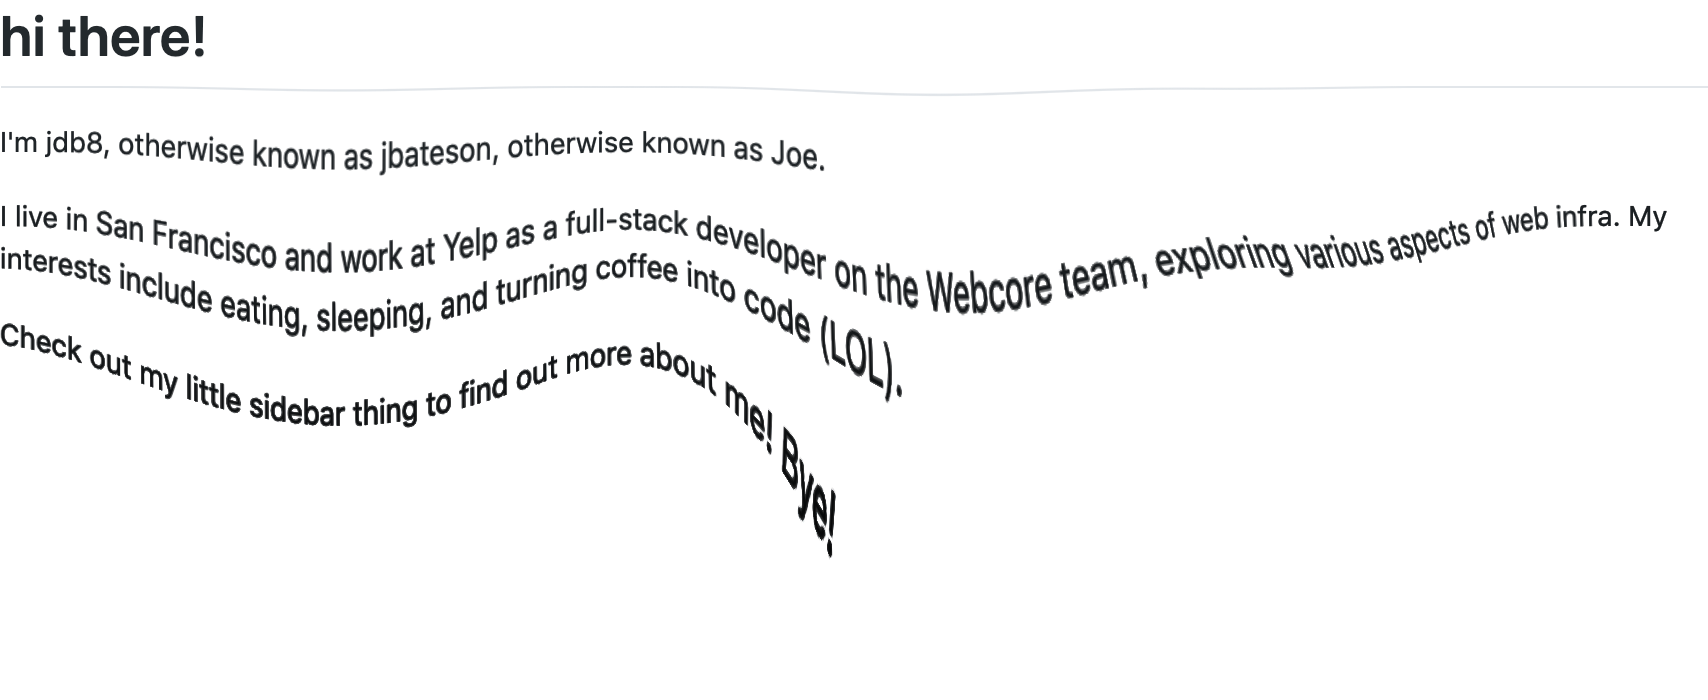 hi there!
I'm jdb8, otherwise known as jbateson, otherwise known as Joe.
I live in San Francisco and work at Yelp as a full-stack developer on the Webcore team, exploring various aspects of web infra. My
interests include eating, sleeping, and turning coffee into code (LOL).
Check out my little sidebar thing to find out more about me! Bye!